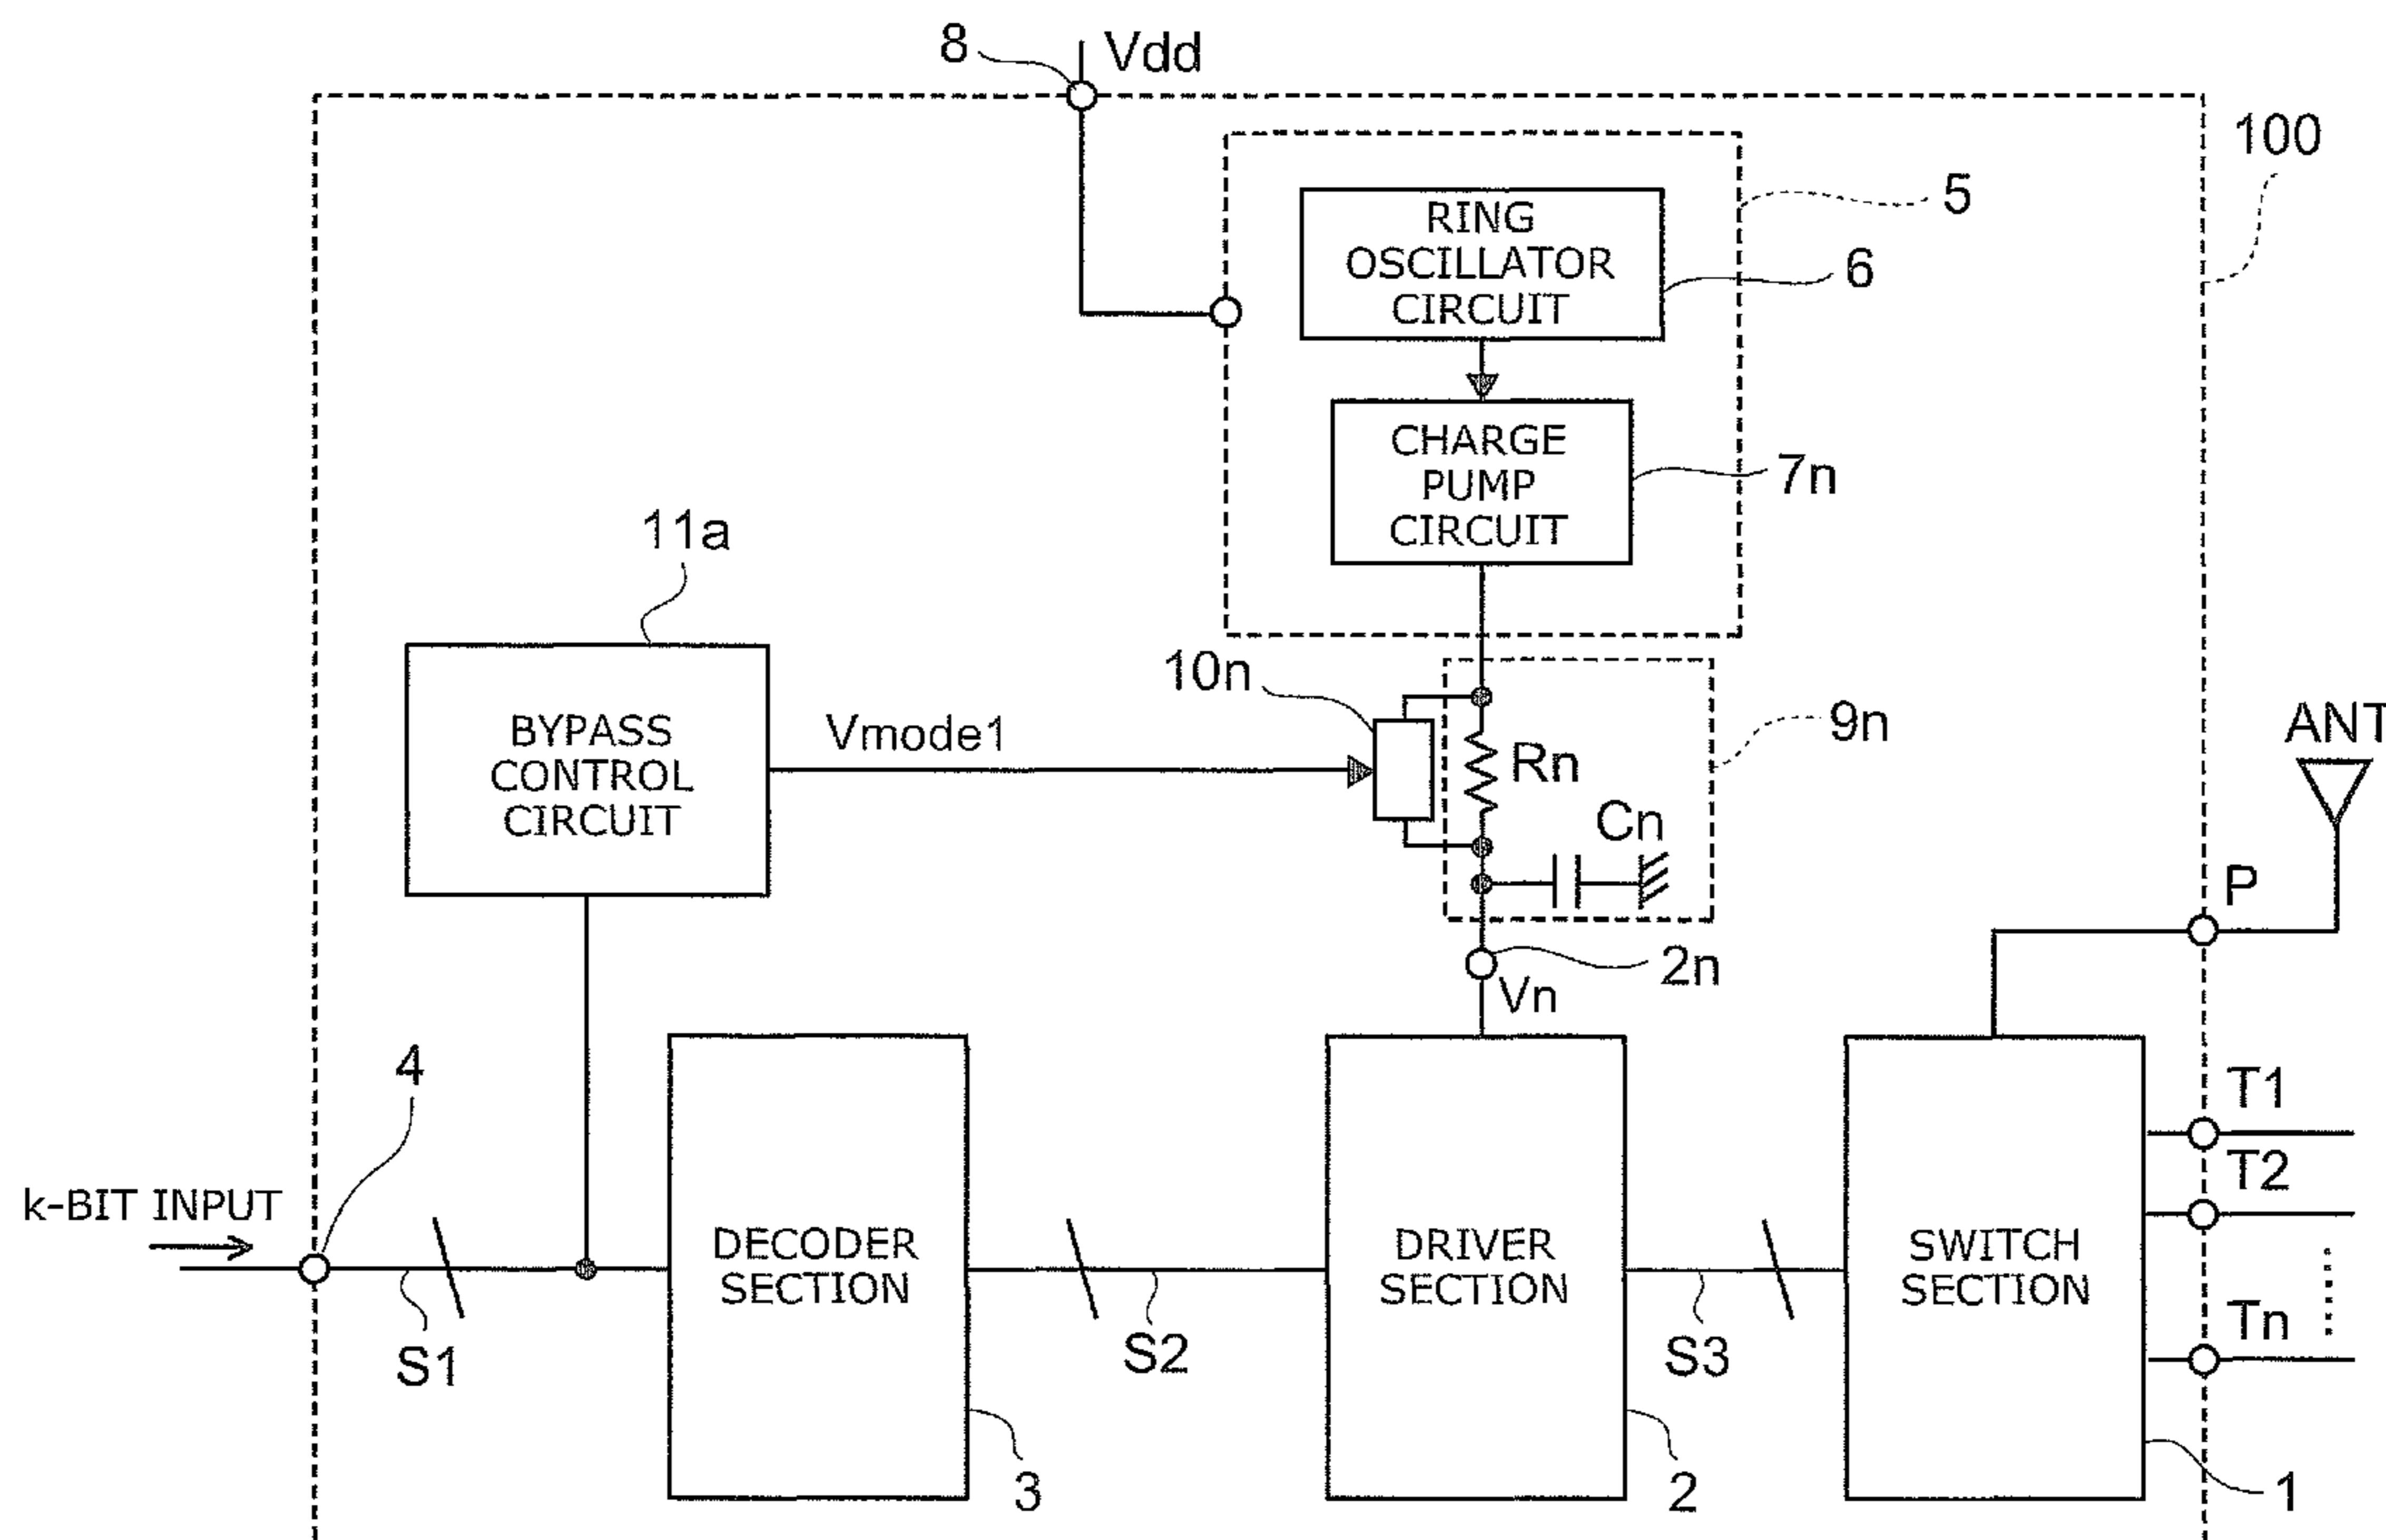 8
Vdd
100
RING
OSCILLATOR
CIRCUIT
5
6
CHARGE
PUMP
CIRCUIT
7n
11a
BYPASS
CONTROL
CIRCUIT
Vmode1
10n
Rn
Cn
9n
ANT
P
2n
Vn
4
k-BIT INPUT
S1
DECODER
SECTION
3
S2
DRIVER
SECTION
2
S3
SWITCH
SECTION
1
T1
T2
Tn